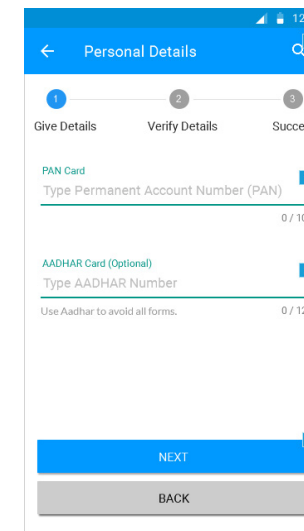 12
Personal Details
1 2 3
Give Details Verify Details Succe
PAN Card
Type Permanent Account Number (PAN)
0 / 10
AADHAR Card (Optional)
Type AADHAR Number
Use Aadhar to avoid all forms. 0 / 12
NEXT
BACK